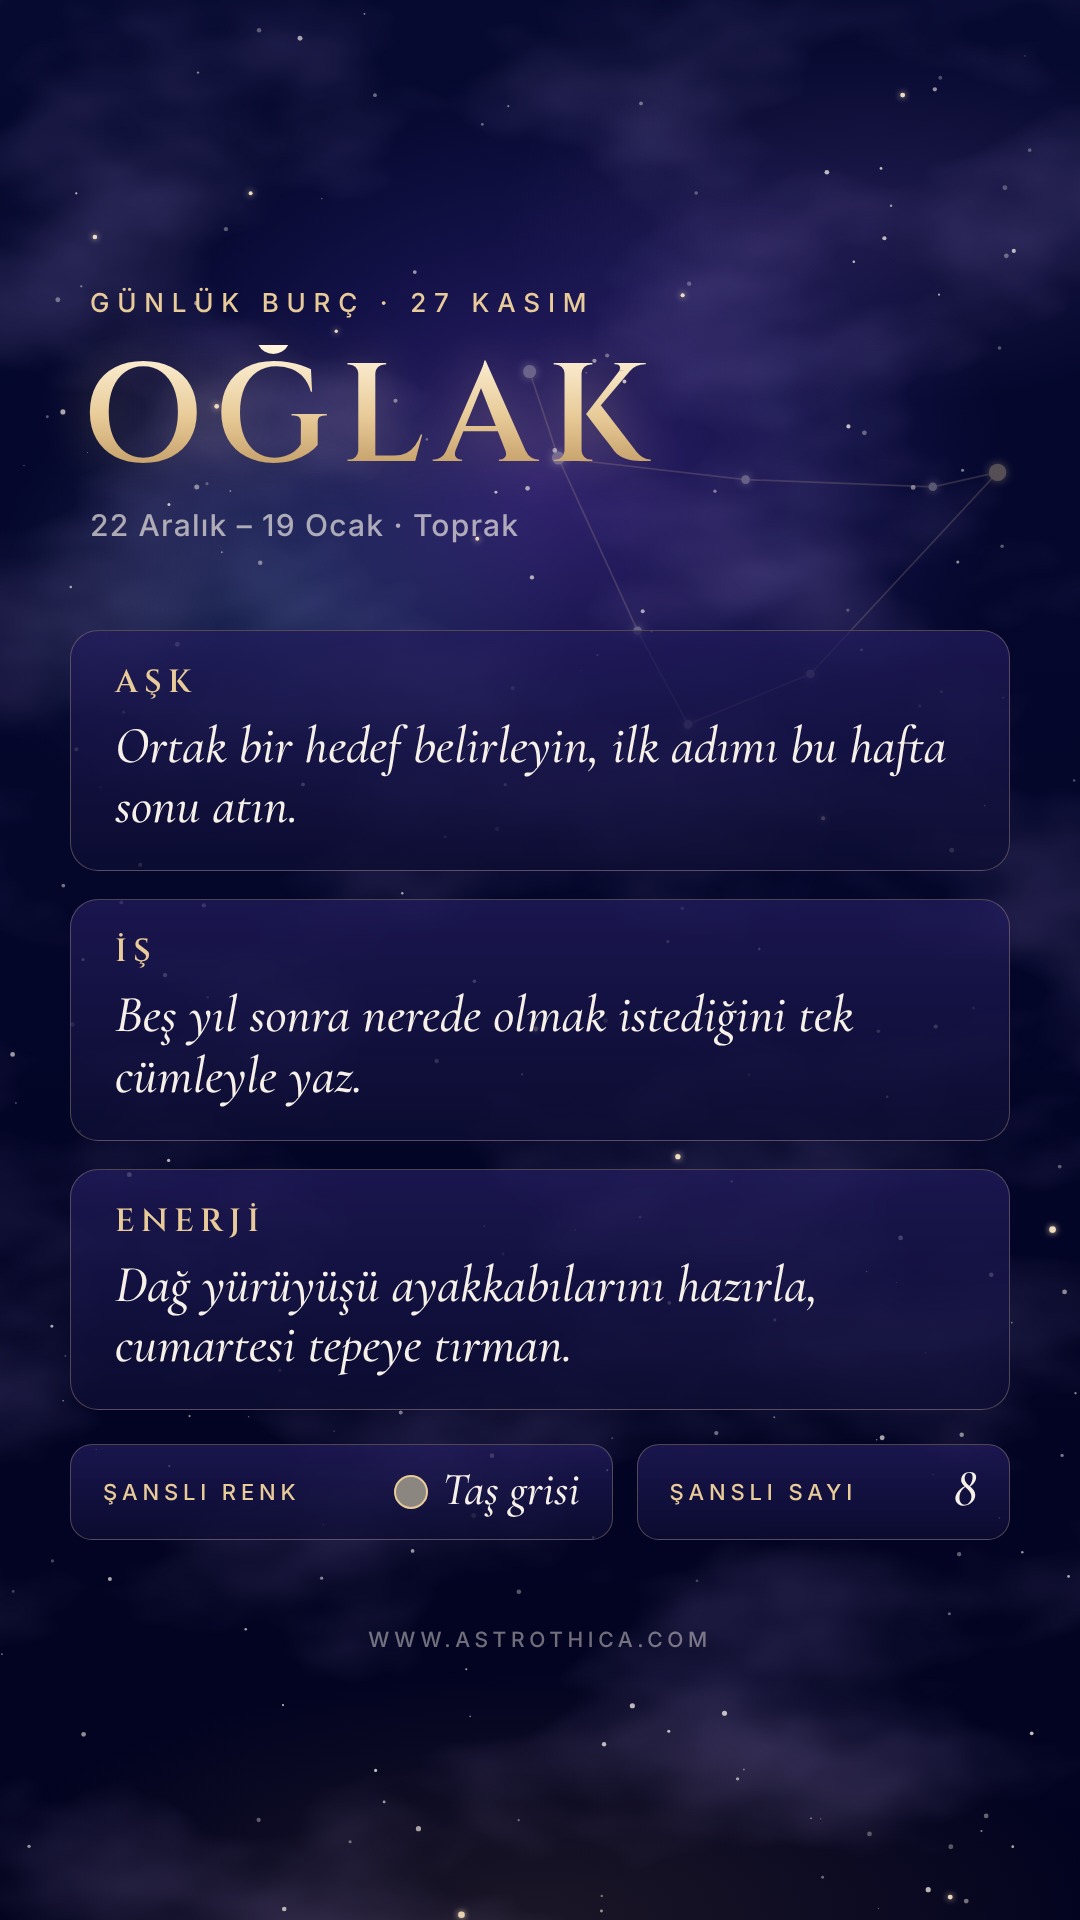 GÜNLÜK BURÇ · 27 KASIM
OĞLAK
22 Aralık – 19 Ocak · Toprak
AŞK
Ortak bir hedef belirleyin, ilk adımı bu hafta
sonu atın.
İŞ
Beş yıl sonra nerede olmak istediğini tek
cümleyle yaz.
ENERJİ
Dağ yürüyüşü ayakkabılarını hazırla,
cumartesi tepeye tırman.
ŞANSLI RENK Taş grisi
ŞANSLI SAYI 8
WWW.ASTROTHICA.COM